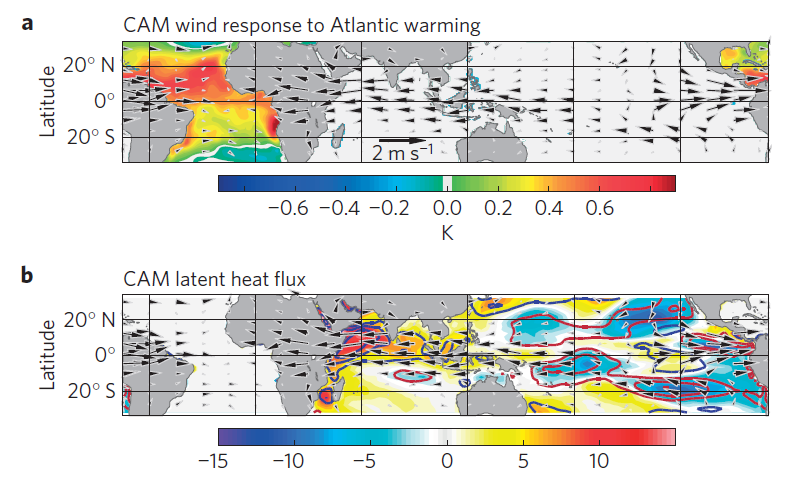 a CAM wind response to Atlantic warming
Latitude
20° N
0°
20° S
2 m s⁻¹
−0.6 −0.4 −0.2 0.0 0.2 0.4 0.6
K
b CAM latent heat flux
Latitude
20° N
0°
20° S
−15 −10 −5 0 5 10